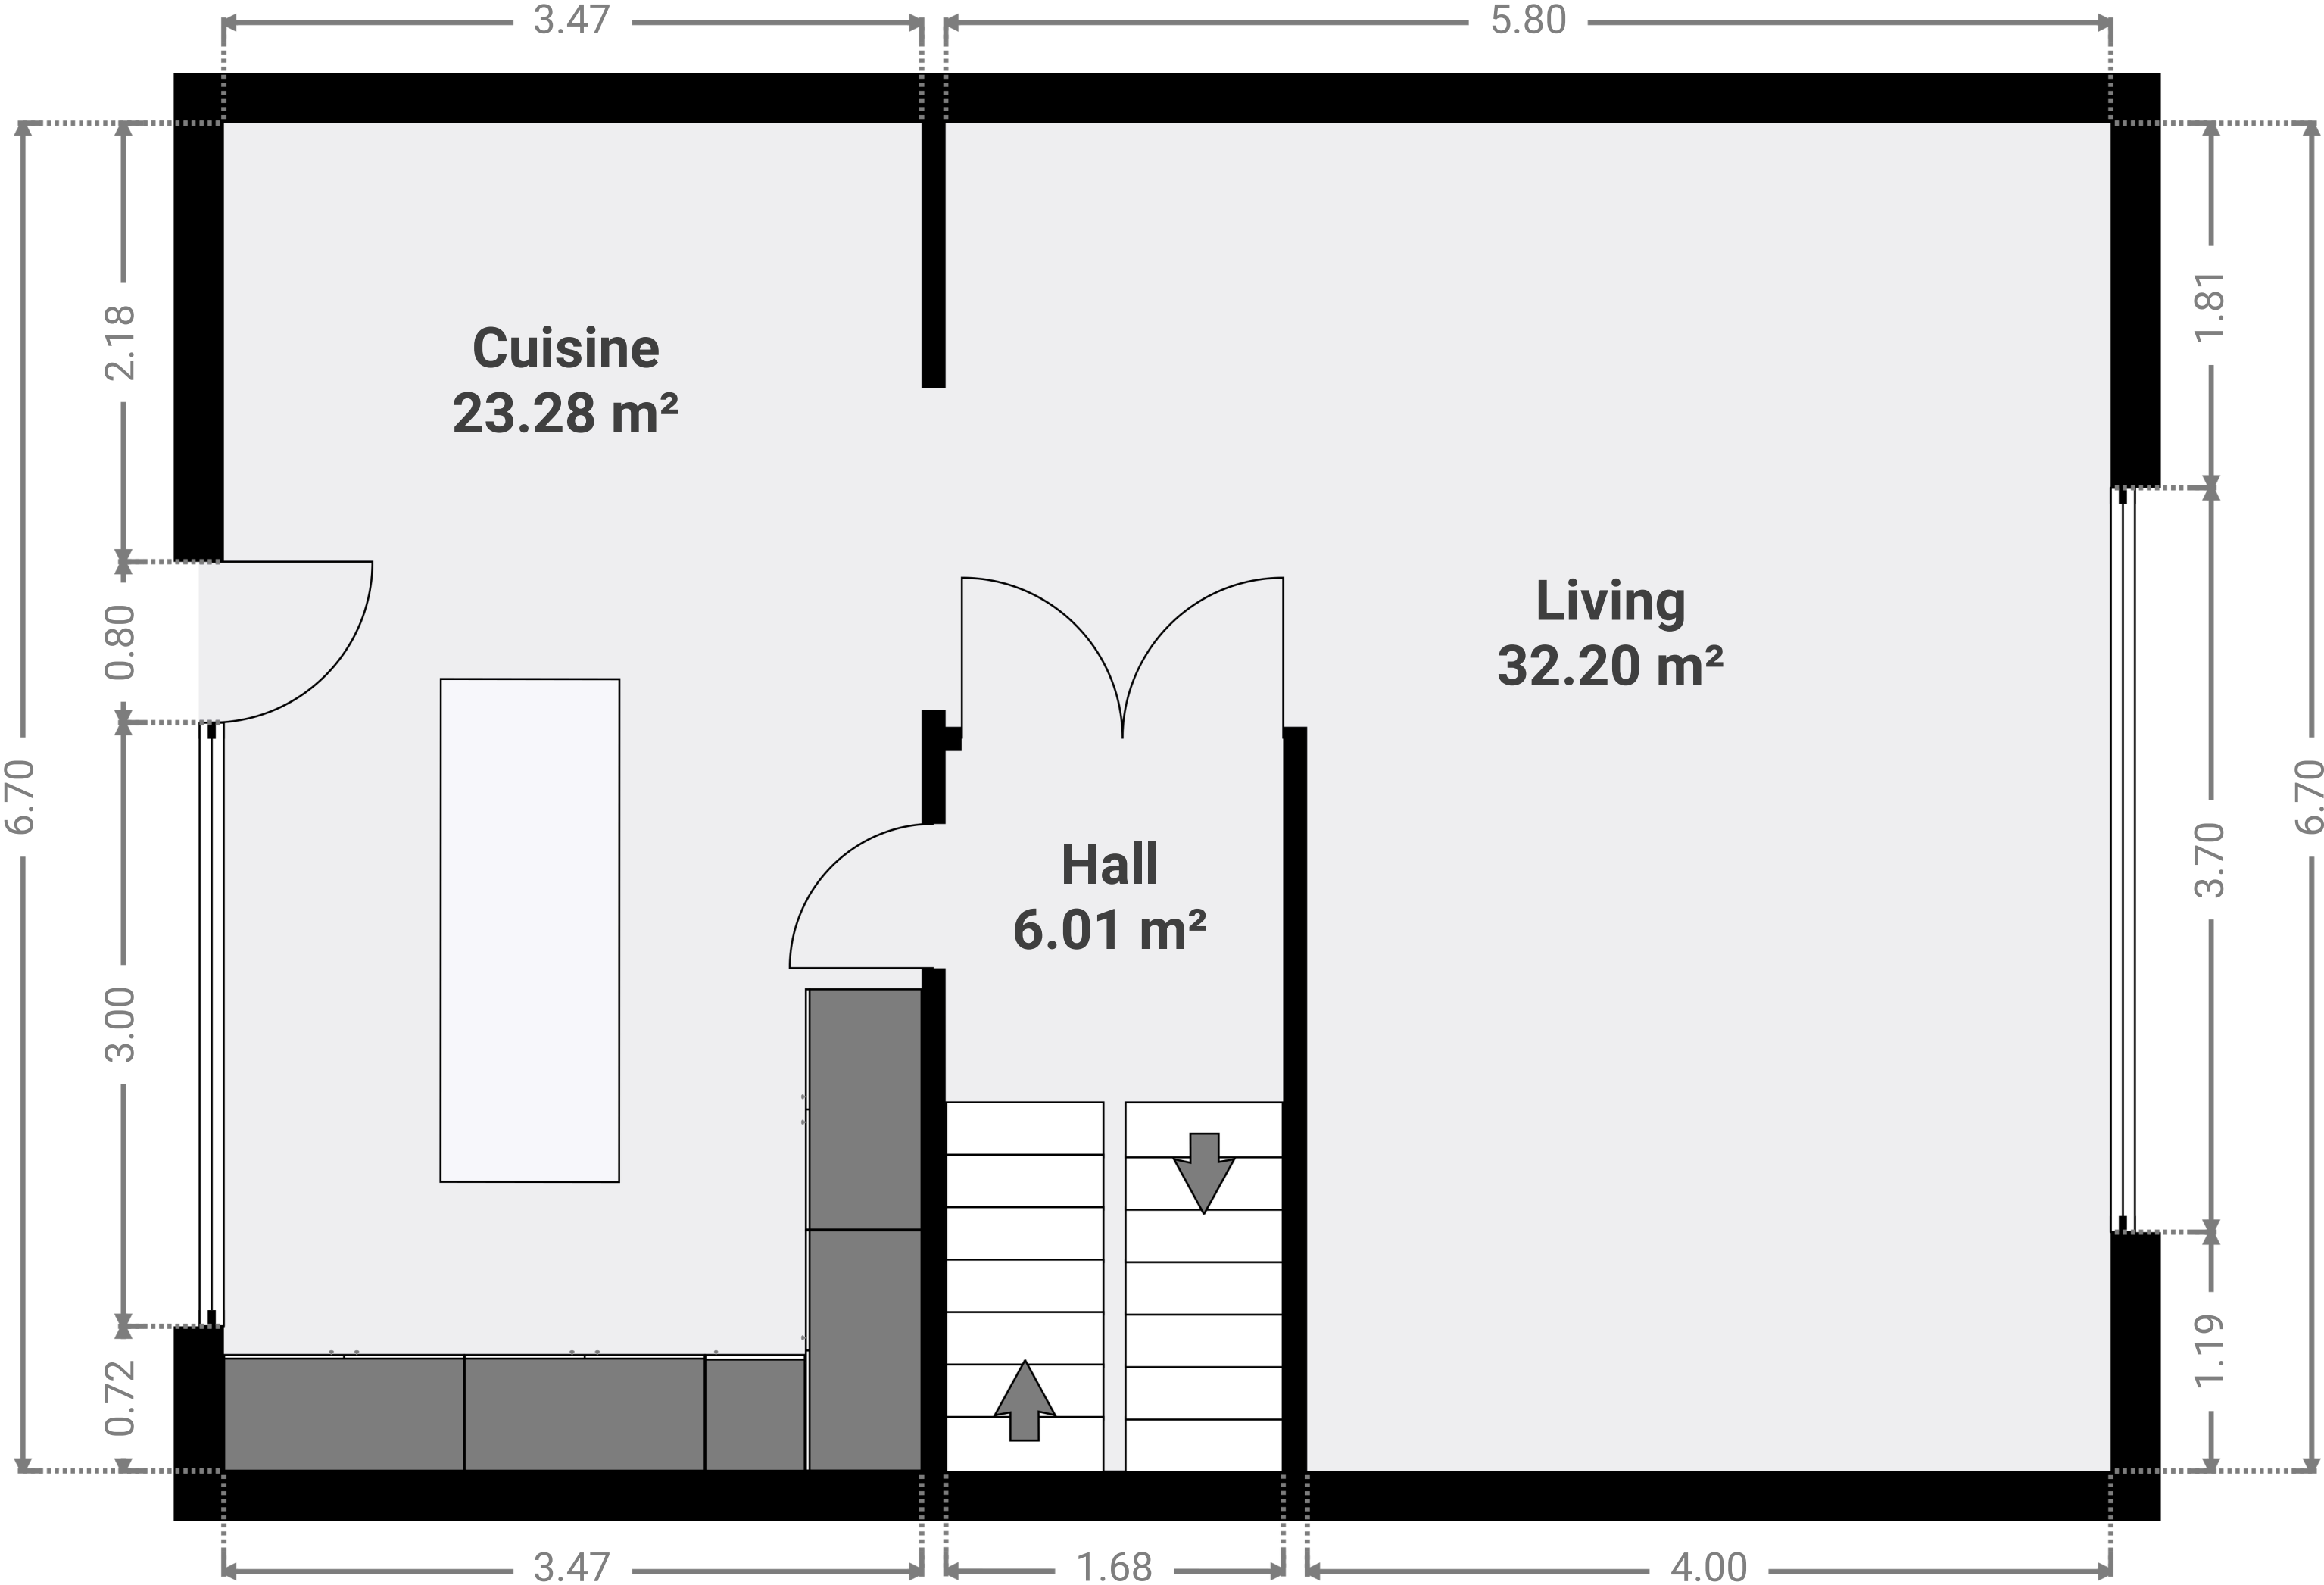 3.47
5.80
2.18
1.81
Cuisine
23.28 m²
Living
32.20 m²
0.80
6.70
6.70
3.70
Hall
6.01 m²
3.00
0.72
1.19
3.47
1.68
4.00